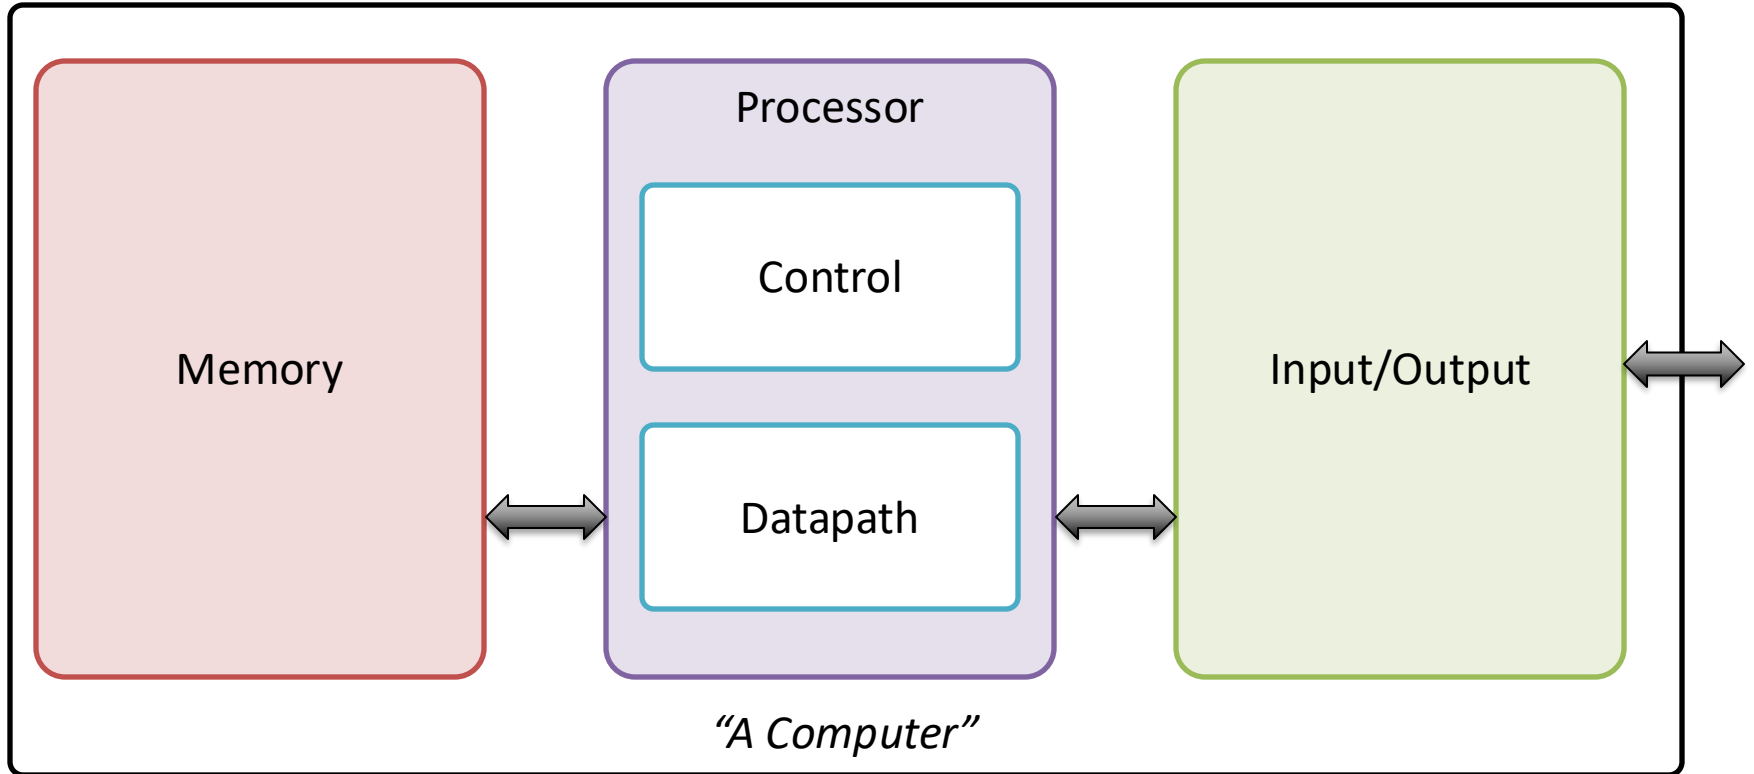 Processor
Control
Memory
Input/Output
Datapath
“A Computer”